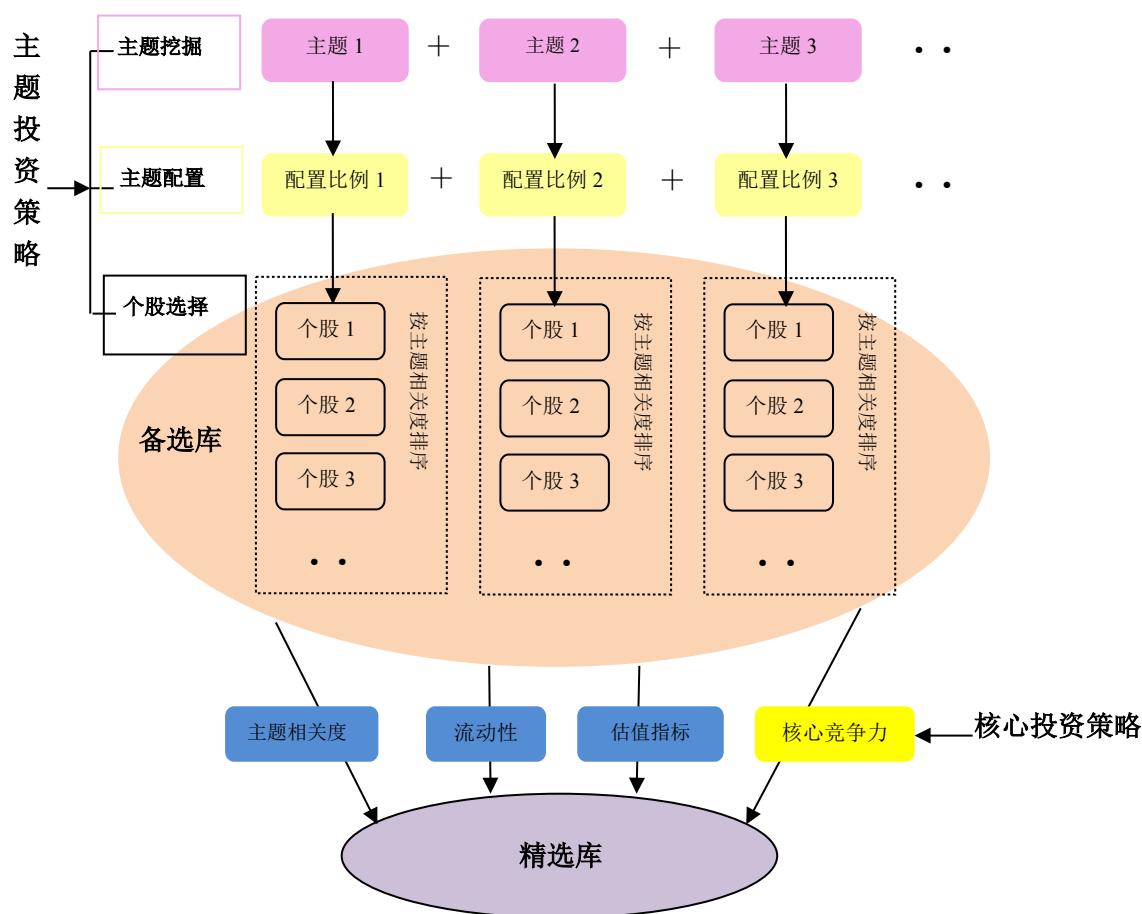 主题投资策略
主题挖掘
主题 1
+
主题 2
+
主题 3
. .
主题配置
配置比例 1
+
配置比例 2
+
配置比例 3
. .
个股选择
个股 1
个股 2
个股 3
. .
按主题相关度排序
个股 1
个股 2
个股 3
. .
按主题相关度排序
个股 1
个股 2
个股 3
. .
按主题相关度排序
备选库
主题相关度
流动性
估值指标
核心竞争力
核心投资策略
精选库